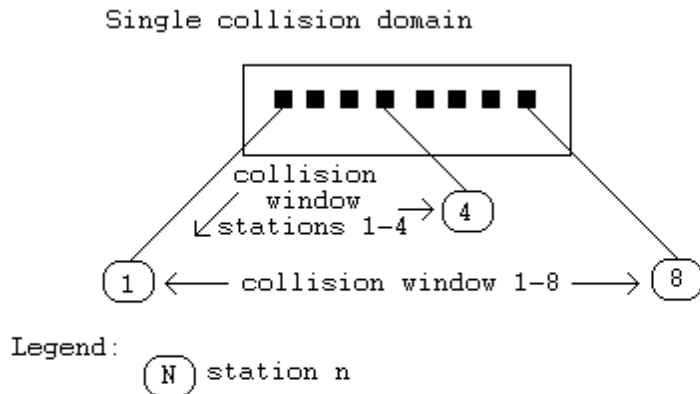 Single collision domain
collision
window
stations 1-4
4
1
collision window 1-8
8
Legend:
N station n